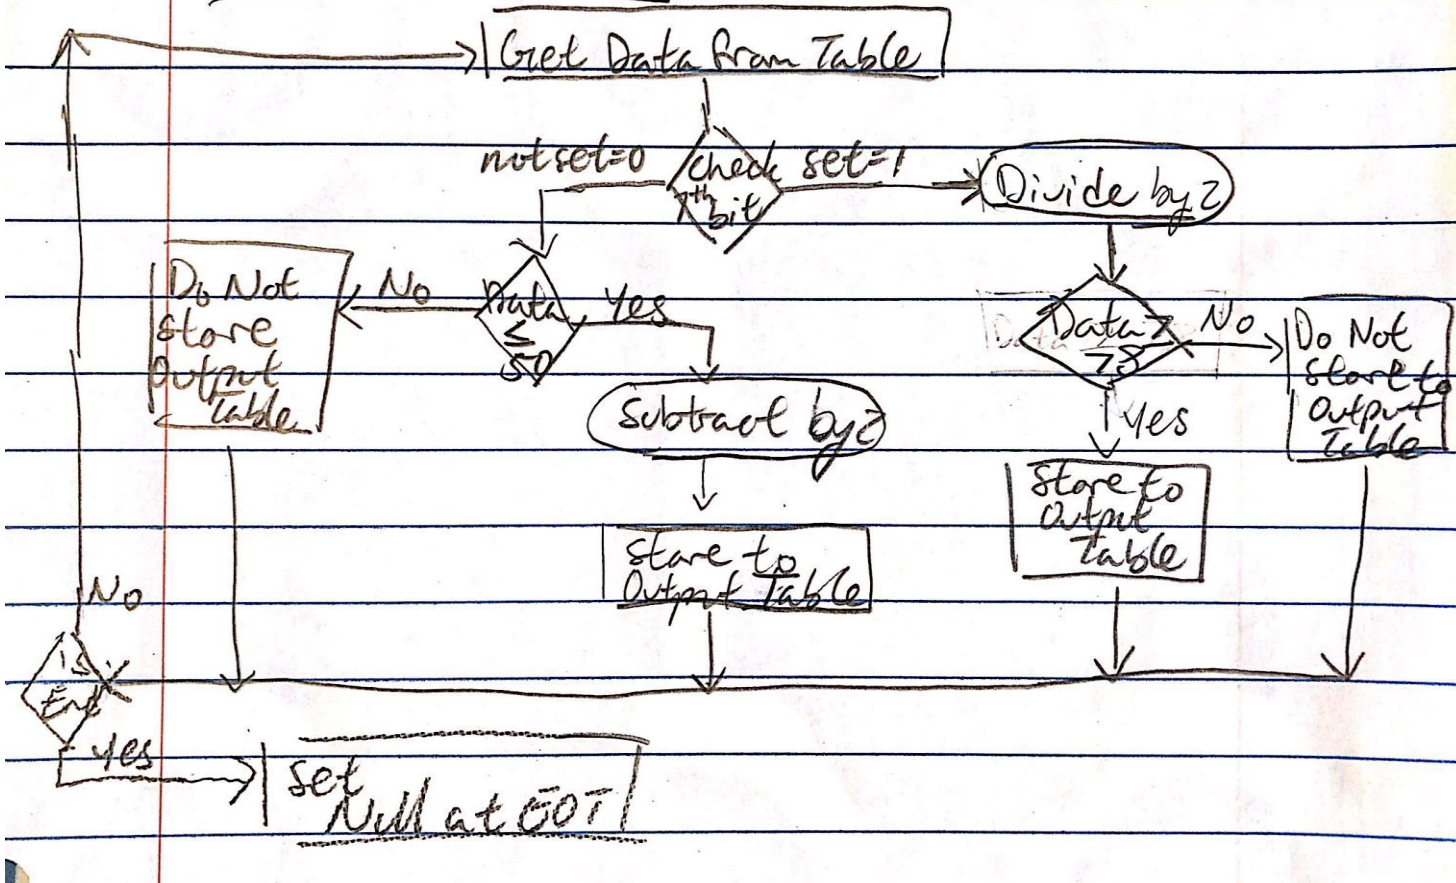 Get Data from Table
not set=0
check
7th bit
set=1
Divide by 2
Do Not
store
Output
Table
No
Data
≤
50
Yes
Data >
78
No
Do Not
store to
Output
Table
Subtract by 2
Yes
store to
Output
Table
store to
Output Table
No
is
End
Yes
set
Null at EOT